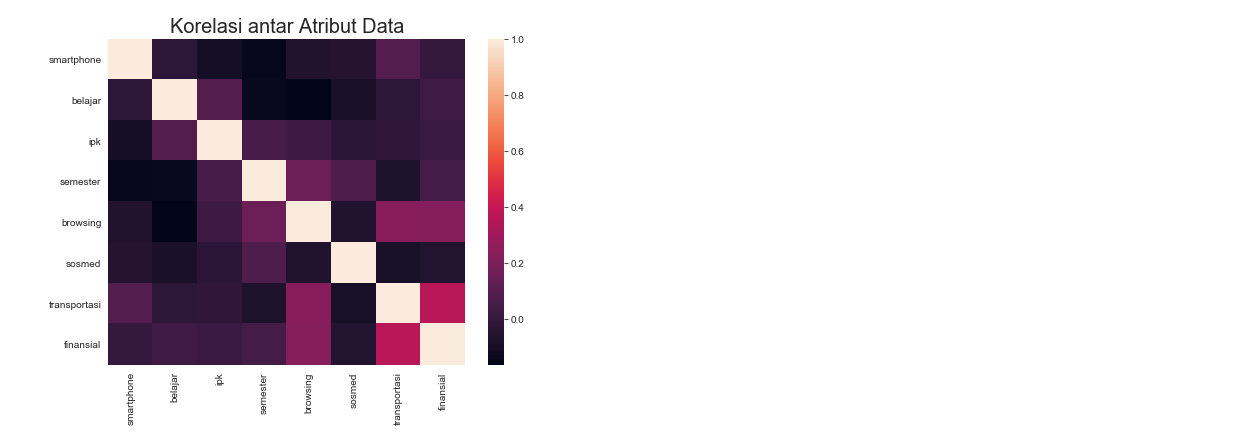 Korelasi antar Atribut Data
smartphone
belajar
ipk
semester
browsing
sosmed
transportasi
finansial
smartphone
belajar
ipk
semester
browsing
sosmed
transportasi
finansial
1.0
0.8
0.6
0.4
0.2
0.0